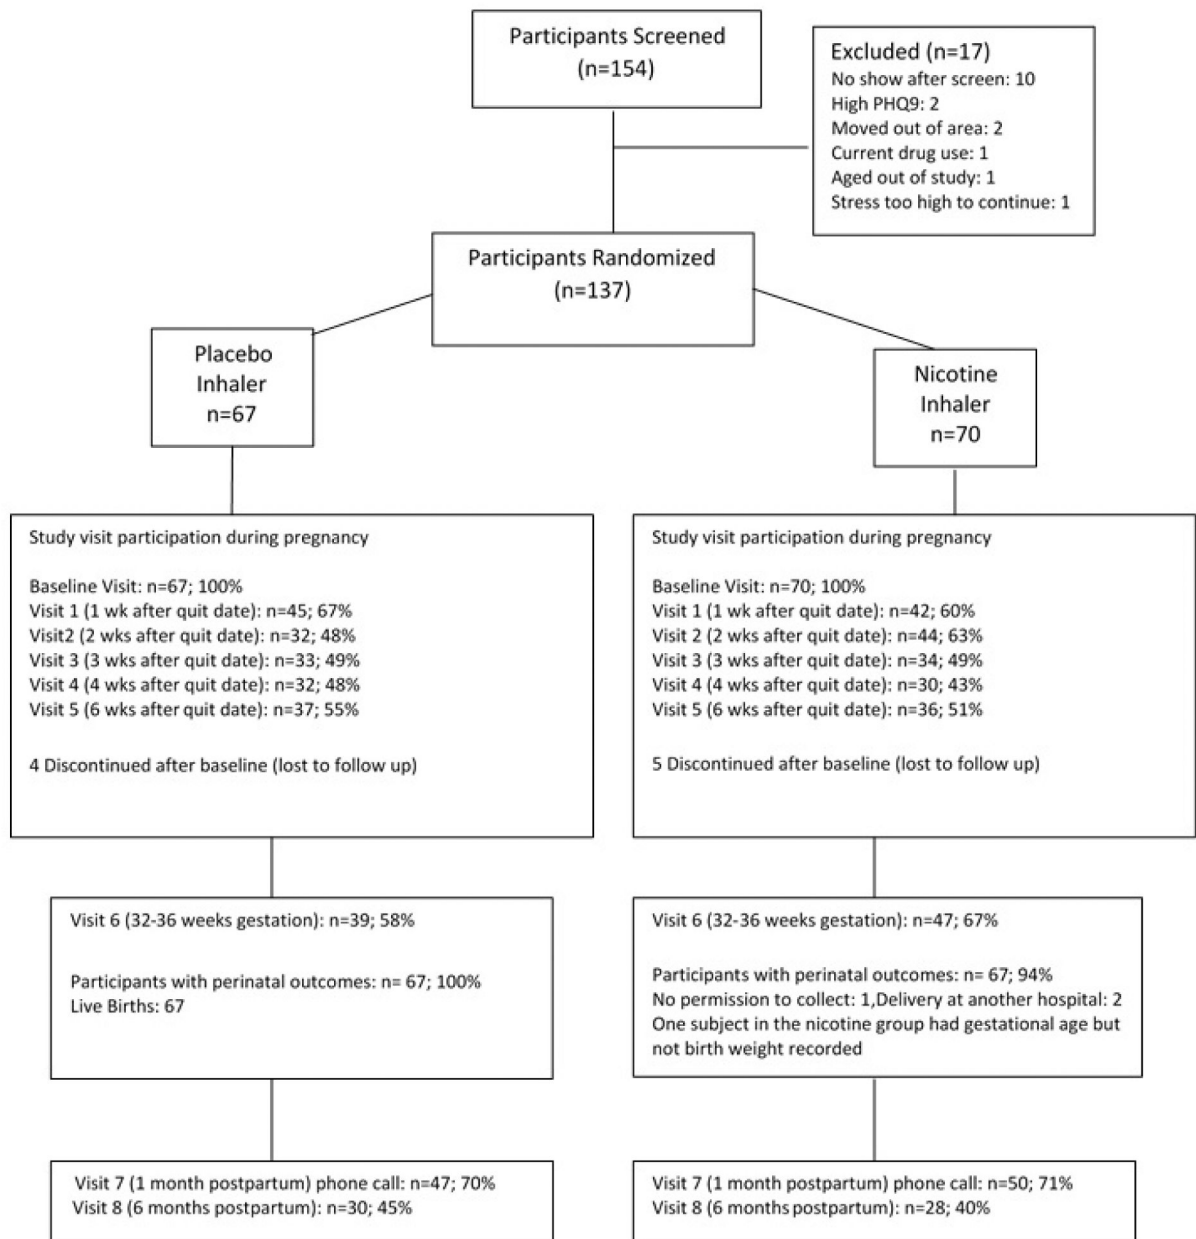 Participants Screened
(n=154)
Excluded (n=17)
No show after screen: 10
High PHQ9: 2
Moved out of area: 2
Current drug use: 1
Aged out of study: 1
Stress too high to continue: 1
Participants Randomized
(n=137)
Placebo
Inhaler
n=67
Nicotine
Inhaler
n=70
Study visit participation during pregnancy
Baseline Visit: n=67; 100%
Visit 1 (1 wk after quit date): n=45; 67%
Visit2 (2 wks after quit date): n=32; 48%
Visit 3 (3 wks after quit date): n=33; 49%
Visit 4 (4 wks after quit date): n=32; 48%
Visit 5 (6 wks after quit date): n=37; 55%
4 Discontinued after baseline (lost to follow up)
Study visit participation during pregnancy
Baseline Visit: n=70; 100%
Visit 1 (1 wk after quit date): n=42; 60%
Visit 2 (2 wks after quit date): n=44; 63%
Visit 3 (3 wks after quit date): n=34; 49%
Visit 4 (4 wks after quit date): n=30; 43%
Visit 5 (6 wks after quit date): n=36; 51%
5 Discontinued after baseline (lost to follow up)
Visit 6 (32-36 weeks gestation): n=39; 58%
Participants with perinatal outcomes: n= 67; 100%
Live Births: 67
Visit 6 (32-36 weeks gestation): n=47; 67%
Participants with perinatal outcomes: n= 67; 94%
No permission to collect: 1,Delivery at another hospital: 2
One subject in the nicotine group had gestational age but
not birth weight recorded
Visit 7 (1 month postpartum) phone call: n=47; 70%
Visit 8 (6 months postpartum): n=30; 45%
Visit 7 (1 month postpartum) phone call: n=50; 71%
Visit 8 (6 months postpartum): n=28; 40%